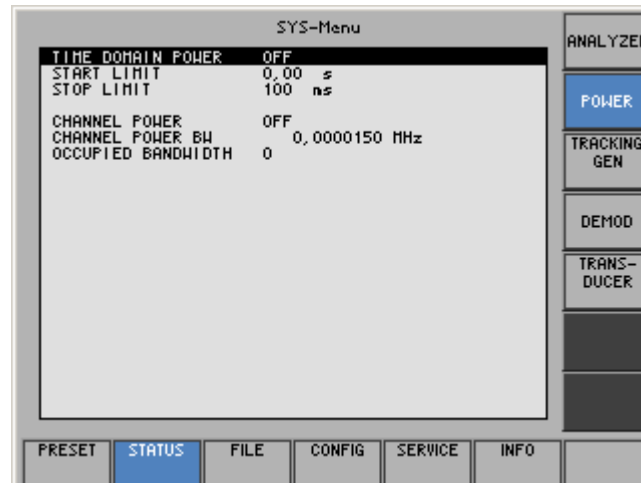 SYS-Menu
TIME DOMAIN POWER OFF
START LIMIT 0,00 s
STOP LIMIT 100 ns
CHANNEL POWER OFF
CHANNEL POWER BW 0,0000150 MHz
OCCUPIED BANDWIDTH 0
ANALYZE
POWER
TRACKING
GEN
DEMOD
TRANS-
DUCER
PRESET STATUS FILE CONFIG SERVICE INFO